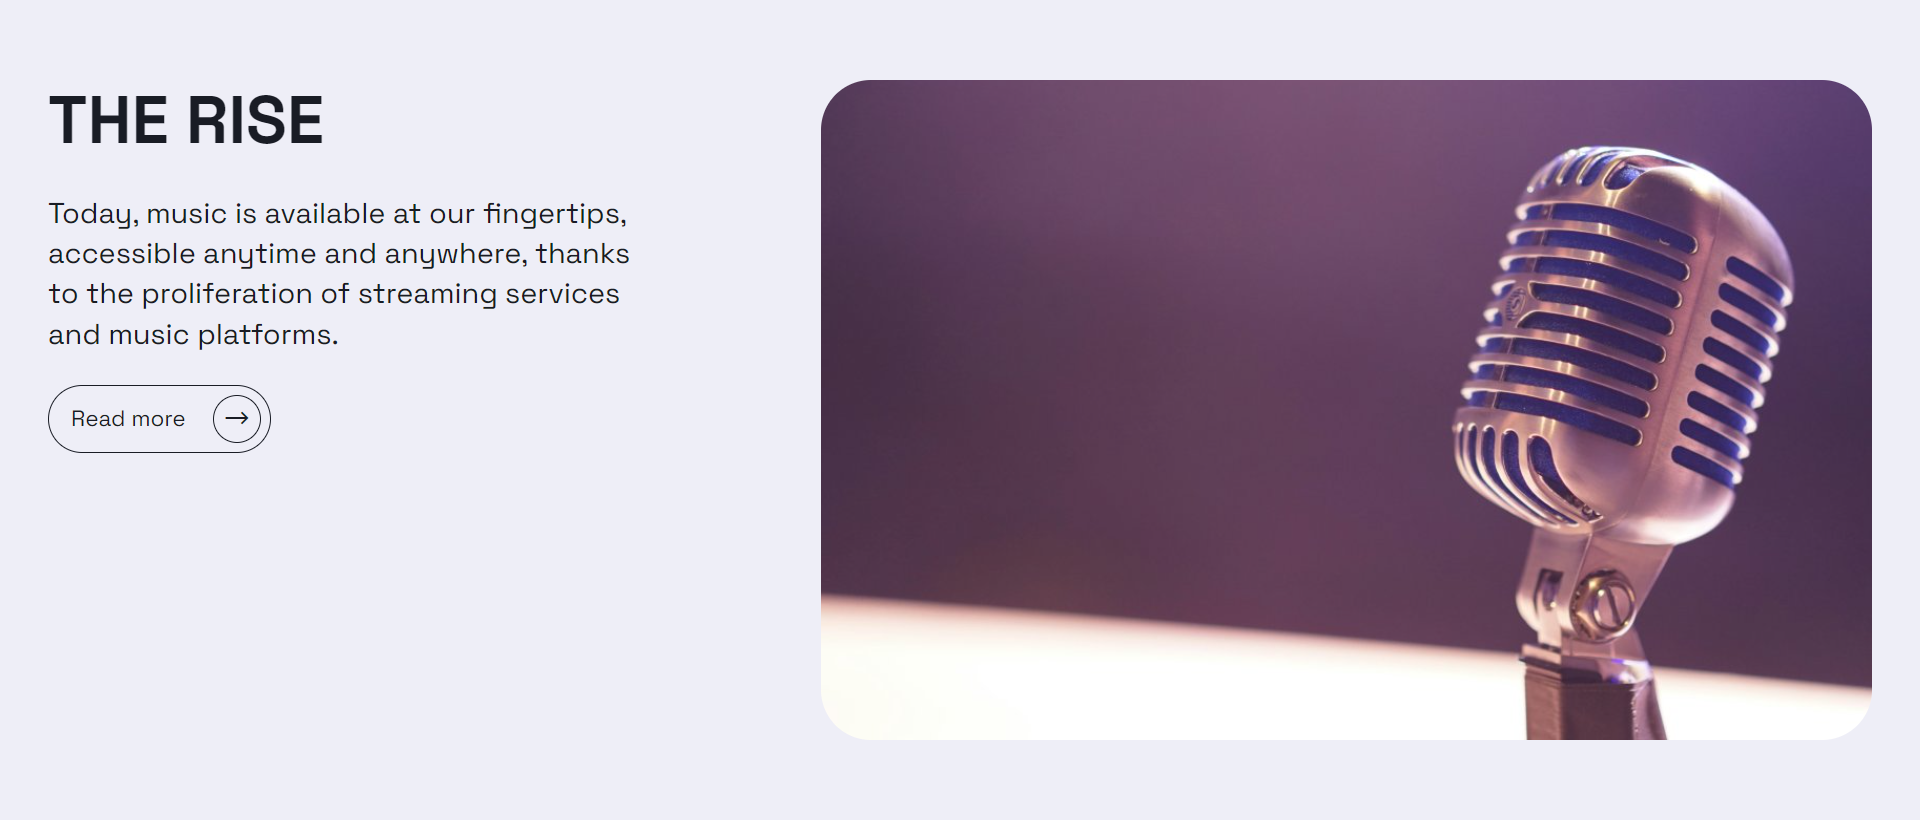 THE RISE
Today, music is available at our fingertips,
accessible anytime and anywhere, thanks
to the proliferation of streaming services
and music platforms.
Read more